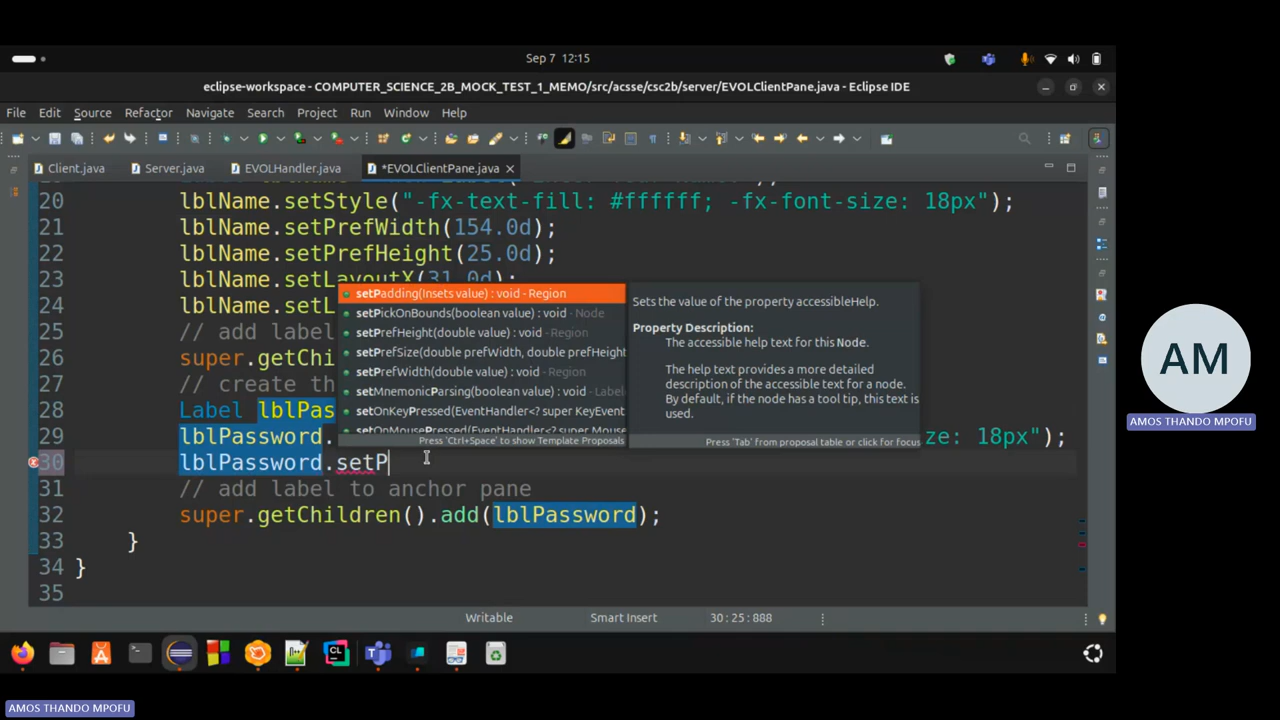 Sep 7 12:15
eclipse-workspace - COMPUTER_SCIENCE_2B_MOCK_TEST_1_MEMO/src/acsse/csc2b/server/EVOLClientPane.java - Eclipse IDE
File Edit Source Refactor Navigate Search Project Run Window Help
Client.java Server.java EVOLHandler.java *EVOLClientPane.java
20 lblName.setStyle("-fx-text-fill: #ffffff; -fx-font-size: 18px");
21 lblName.setPrefWidth(154.0d);
22 lblName.setPrefHeight(25.0d);
23 lblName.setLayoutX(31.0d);
24 lblName.setL
25 // add label
26 super.getChi
27 // create th
28 Label lblPas
29 lblPassword. ze: 18px");
30 lblPassword.setP
31 // add label to anchor pane
32 super.getChildren().add(lblPassword);
33 }
34 }
35
setPadding(Insets value) : void - Region
setPickOnBounds(boolean value) : void - Node
setPrefHeight(double value) : void - Region
setPrefSize(double prefWidth, double prefHeight
setPrefWidth(double value) : void - Region
setMnemonicParsing(boolean value) : void - Label
setOnKeyPressed(EventHandler<? super KeyEvent
setOnMousePressed(EventHandler<? super Mouse
Press 'Ctrl+Space' to show Template Proposals
Sets the value of the property accessibleHelp.
Property Description:
The accessible help text for this Node.
The help text provides a more detailed
description of the accessible text for a node.
By default, if the node has a tool tip, this text is
used.
Press 'Tab' from proposal table or click for focus
Writable Smart Insert 30 : 25 : 888
AM
AMOS THANDO MPOFU
AMOS THANDO MPOFU